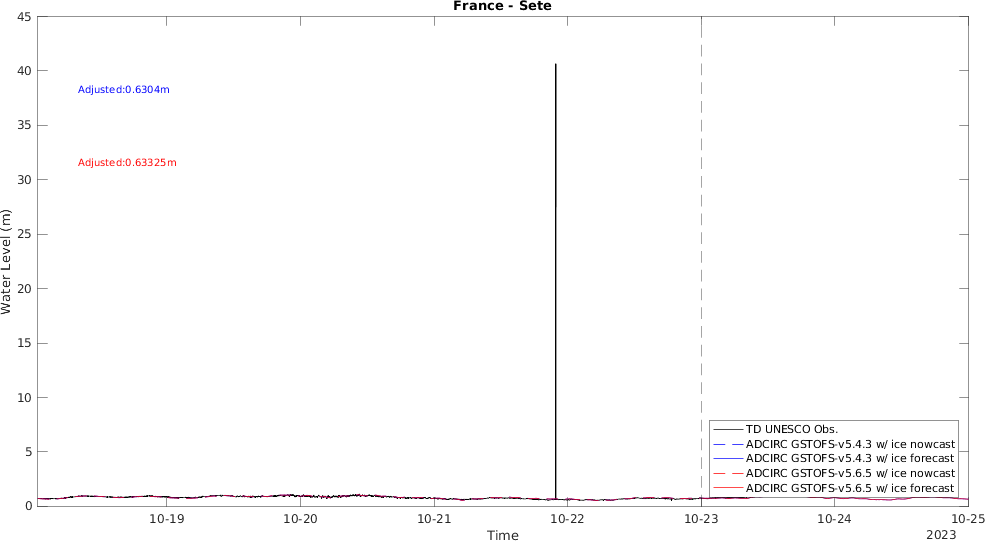 France - Sete
45
40
35
30
25
20
15
10
5
0
Water Level (m)
Adjusted:0.6304m
Adjusted:0.63325m
TD UNESCO Obs.
ADCIRC GSTOFS-v5.4.3 w/ ice nowcast
ADCIRC GSTOFS-v5.4.3 w/ ice forecast
ADCIRC GSTOFS-v5.6.5 w/ ice nowcast
ADCIRC GSTOFS-v5.6.5 w/ ice forecast
10-19 10-20 10-21 10-22 10-23 10-24 10-25
Time
2023